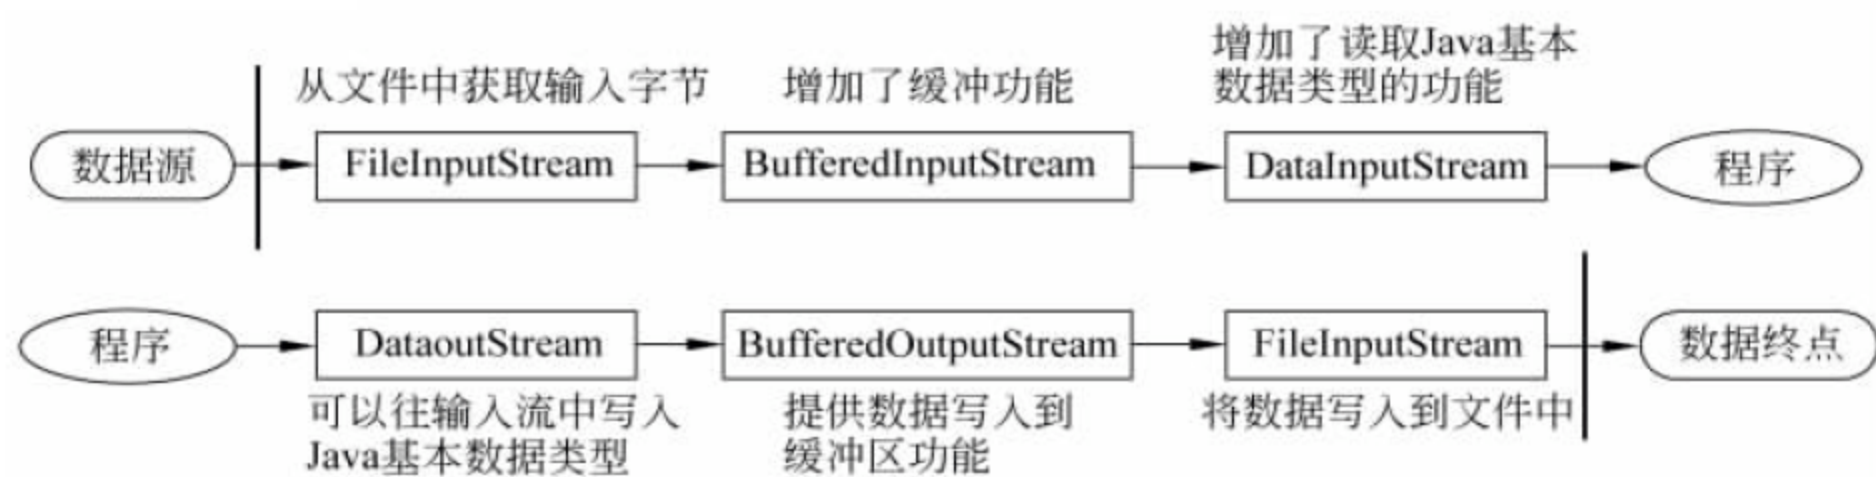 从文件中获取输入字节
增加了缓冲功能
增加了读取Java基本
数据类型的功能
数据源
FileInputStream
BufferedInputStream
DataInputStream
程序
程序
DataoutStream
BufferedOutputStream
FileInputStream
数据终点
可以往输入流中写入
Java基本数据类型
提供数据写入到
缓冲区功能
将数据写入到文件中